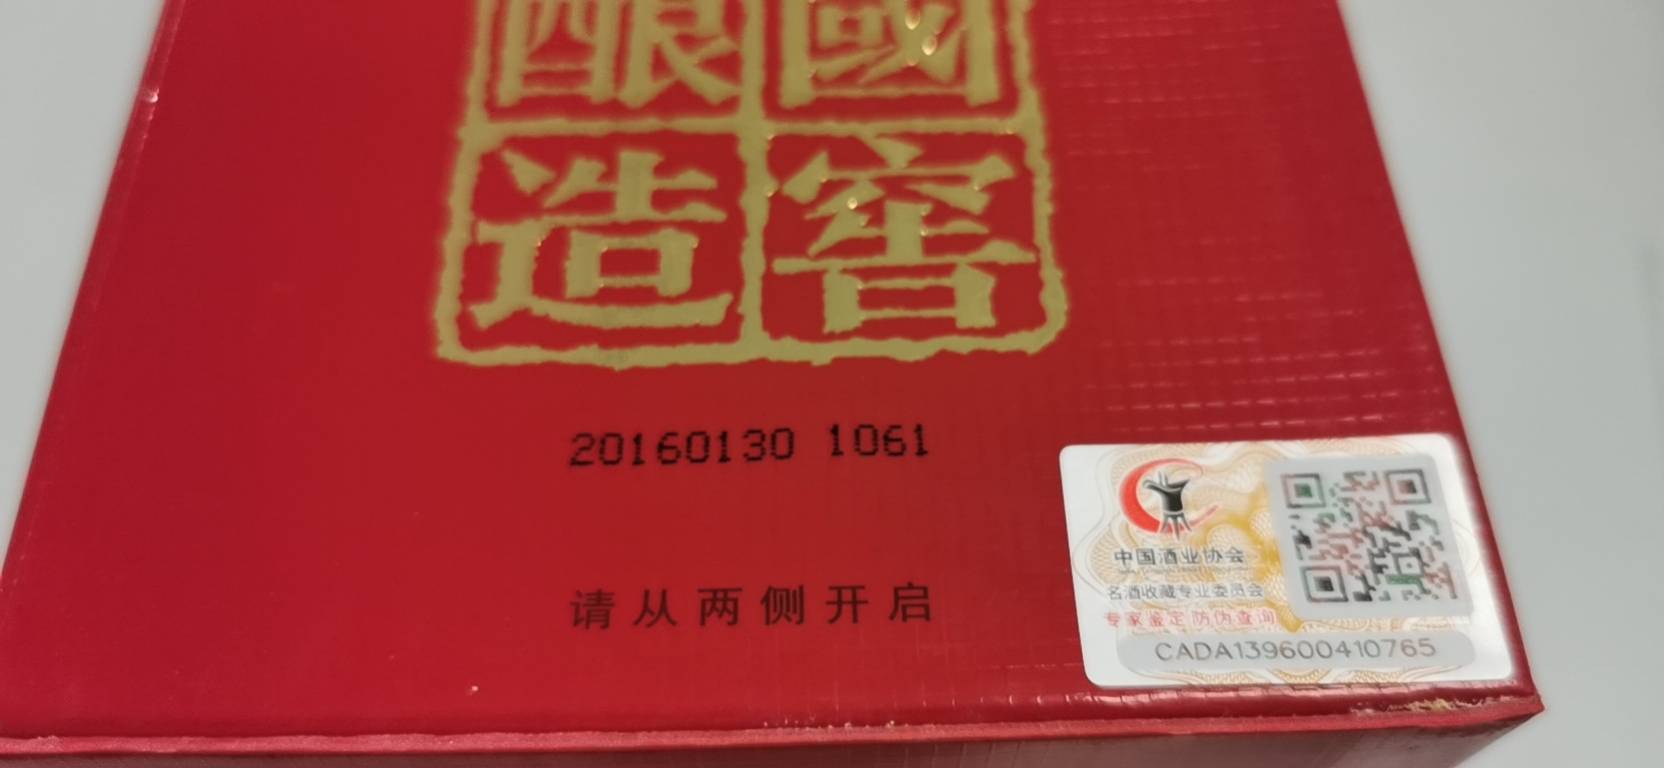 國窖
酿造
20160130 1061
请从两侧开启
中国酒业协会
名酒收藏专业委员会
专家鉴定防伪查询
CADA139600410765